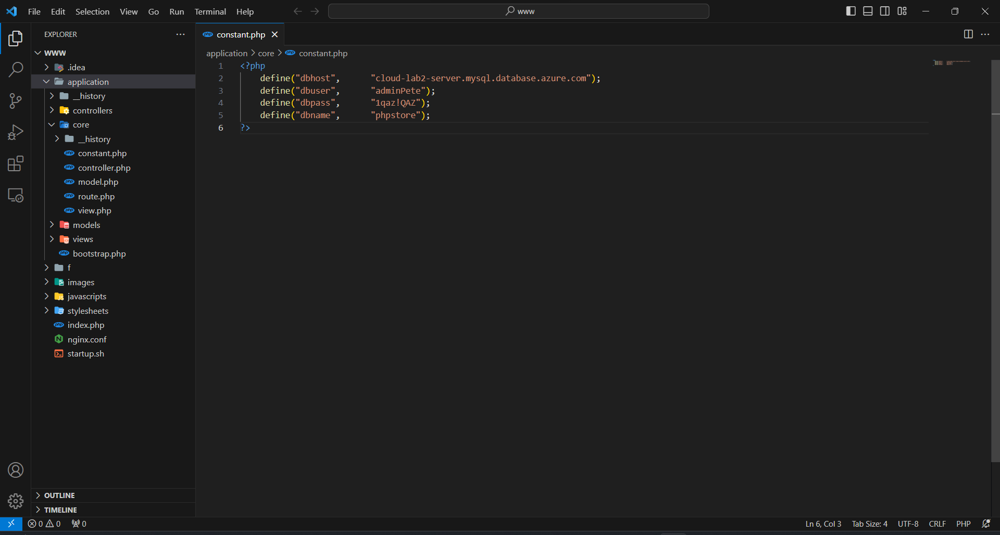 File Edit Selection View Go Run Terminal Help
www
EXPLORER
constant.php
WWW
application > core > constant.php
.idea
application
__history
controllers
core
__history
constant.php
controller.php
model.php
route.php
view.php
models
views
bootstrap.php
f
images
javascripts
stylesheets
index.php
nginx.conf
startup.sh
OUTLINE
TIMELINE
1 <?php
2 define("dbhost", "cloud-lab2-server.mysql.database.azure.com");
3 define("dbuser", "adminPete");
4 define("dbpass", "1qaz!QAZ");
5 define("dbname", "phpstore");
6 ?>
0 0 0
Ln 6, Col 3 Tab Size: 4 UTF-8 CRLF PHP